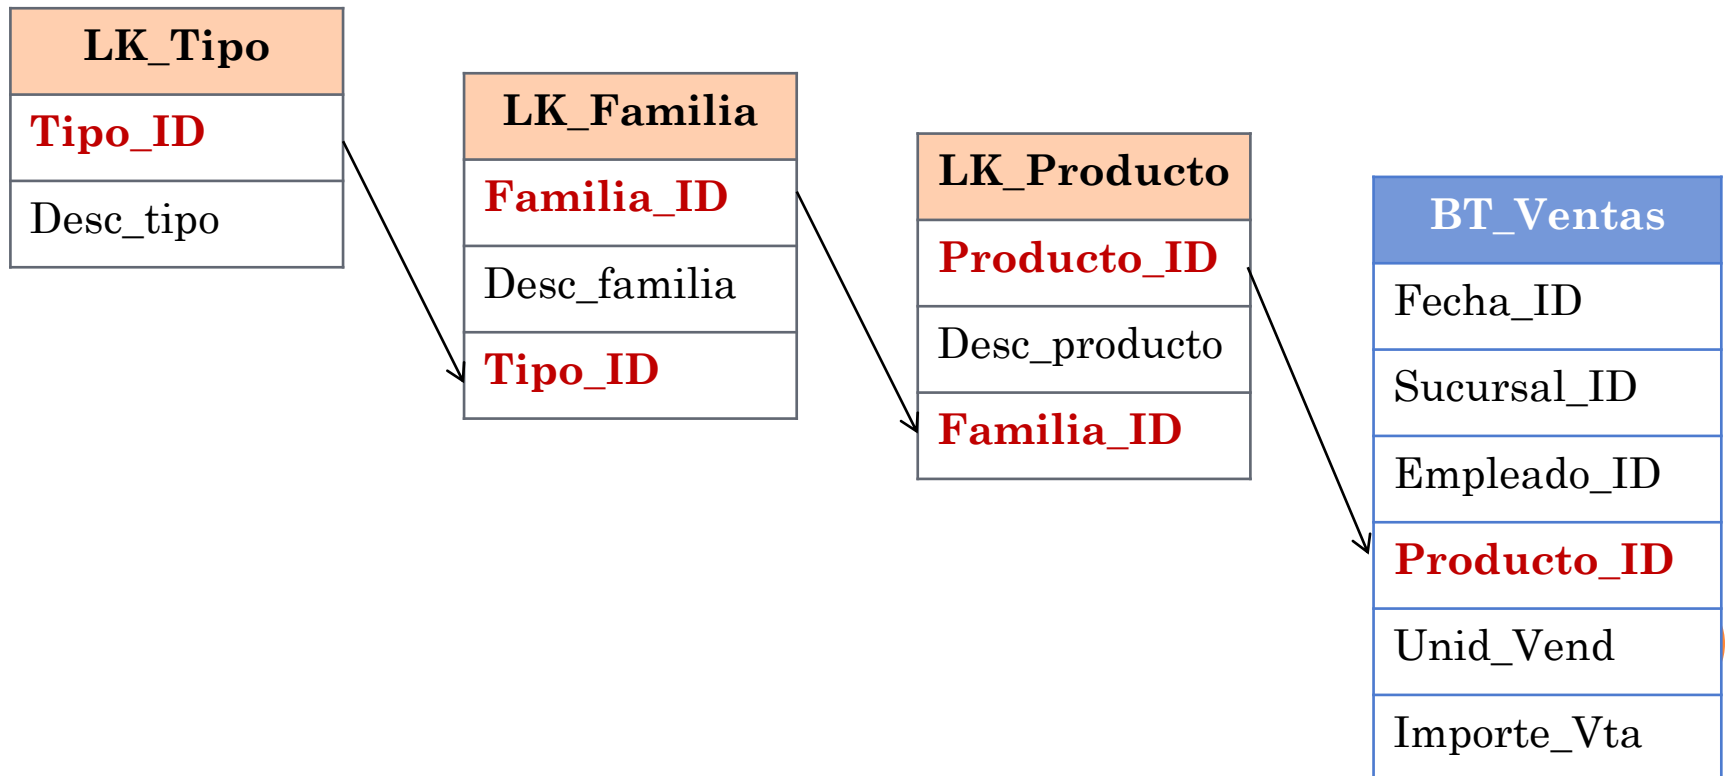 LK_Tipo
Tipo_ID
Desc_tipo
LK_Familia
Familia_ID
Desc_familia
Tipo_ID
LK_Producto
Producto_ID
Desc_producto
Familia_ID
BT_Ventas
Fecha_ID
Sucursal_ID
Empleado_ID
Producto_ID
Unid_Vend
Importe_Vta